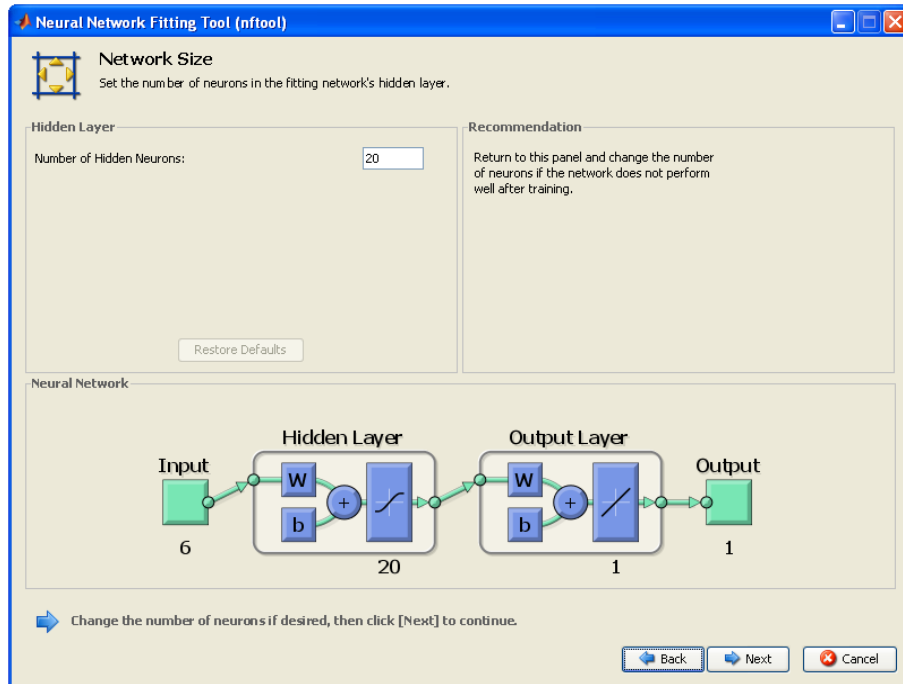 Neural Network Fitting Tool (nftool)
Network Size
Set the number of neurons in the fitting network's hidden layer.
Hidden Layer
Number of Hidden Neurons:
20
Restore Defaults
Recommendation
Return to this panel and change the number
of neurons if the network does not perform
well after training.
Neural Network
Hidden Layer
Output Layer
Input
W
b
+
W
b
+
Output
6
20
1
1
Change the number of neurons if desired, then click [Next] to continue.
Back
Next
Cancel